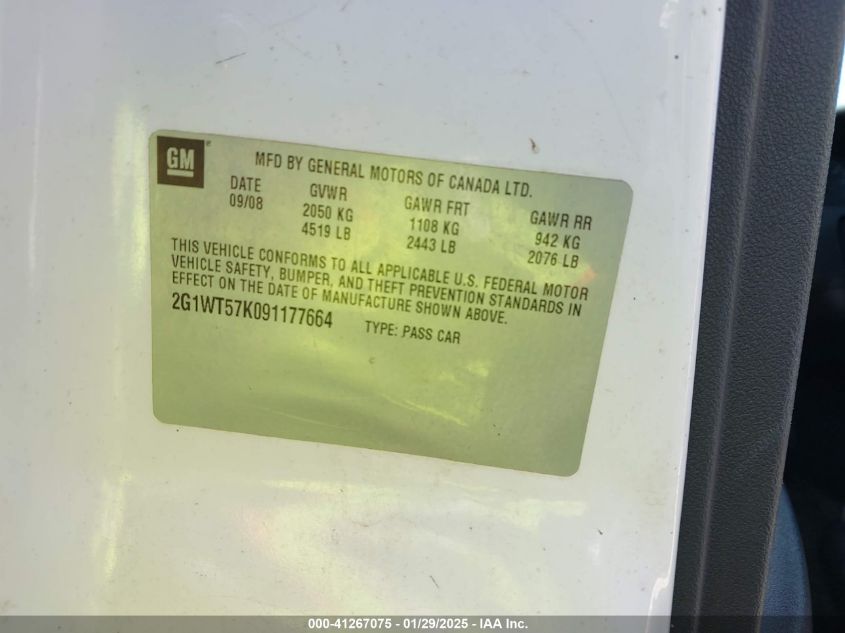 GM
MFD BY GENERAL MOTORS OF CANADA LTD.
DATE GVWR GAWR FRT GAWR RR
09/08 2050 KG 1108 KG 942 KG
4519 LB 2443 LB 2076 LB
THIS VEHICLE CONFORMS TO ALL APPLICABLE U.S. FEDERAL MOTOR
VEHICLE SAFETY, BUMPER, AND THEFT PREVENTION STANDARDS IN
EFFECT ON THE DATE OF MANUFACTURE SHOWN ABOVE.
2G1WT57K091177664 TYPE: PASS CAR
000-41267075 - 01/29/2025 - IAA Inc.